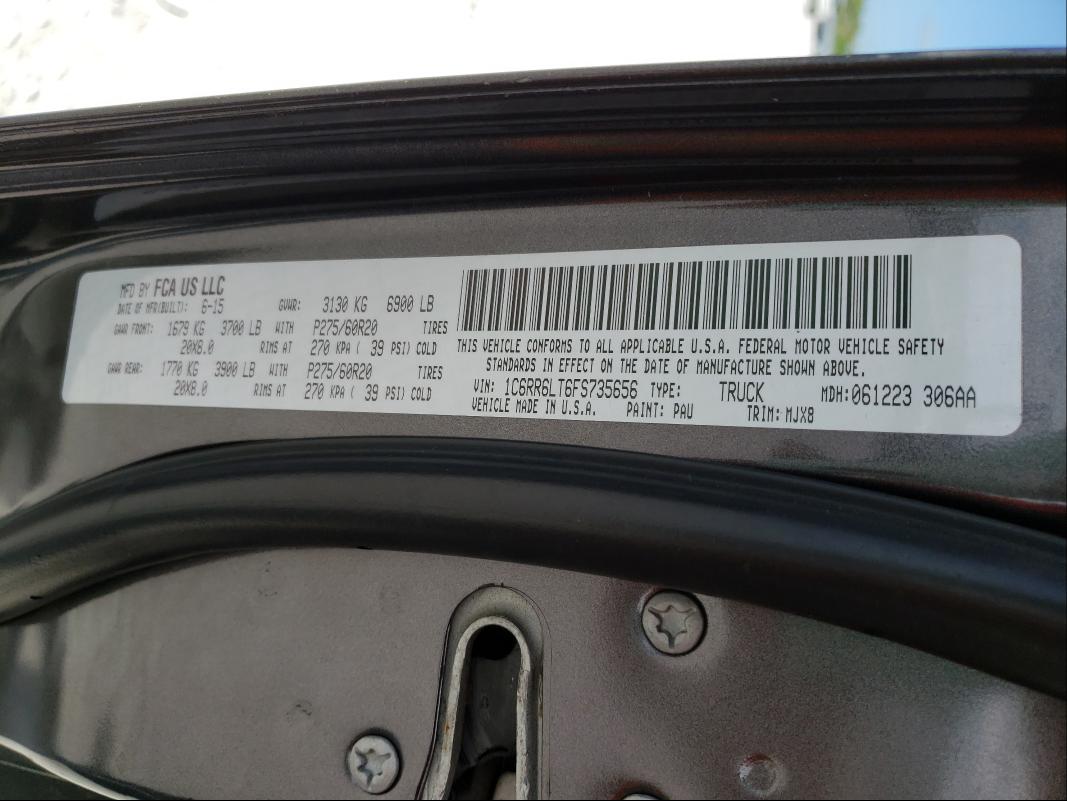 MFD BY FCA US LLC
DATE OF MFR(BUILT): 6-15 GVWR: 3130 KG 6900 LB
GAWR FRONT: 1679 KG 3700 LB WITH P275/60R20 TIRES
20X8.0 RIMS AT 270 KPA ( 39 PSI) COLD
GAWR REAR: 1770 KG 3900 LB WITH P275/60R20 TIRES
20X8.0 RIMS AT 270 KPA ( 39 PSI) COLD
THIS VEHICLE CONFORMS TO ALL APPLICABLE U.S.A. FEDERAL MOTOR VEHICLE SAFETY
STANDARDS IN EFFECT ON THE DATE OF MANUFACTURE SHOWN ABOVE.
VIN: 1C6RR6LT6FS735656 TYPE: TRUCK MDH:061223 306AA
VEHICLE MADE IN U.S.A. PAINT: PAU TRIM: MJX8